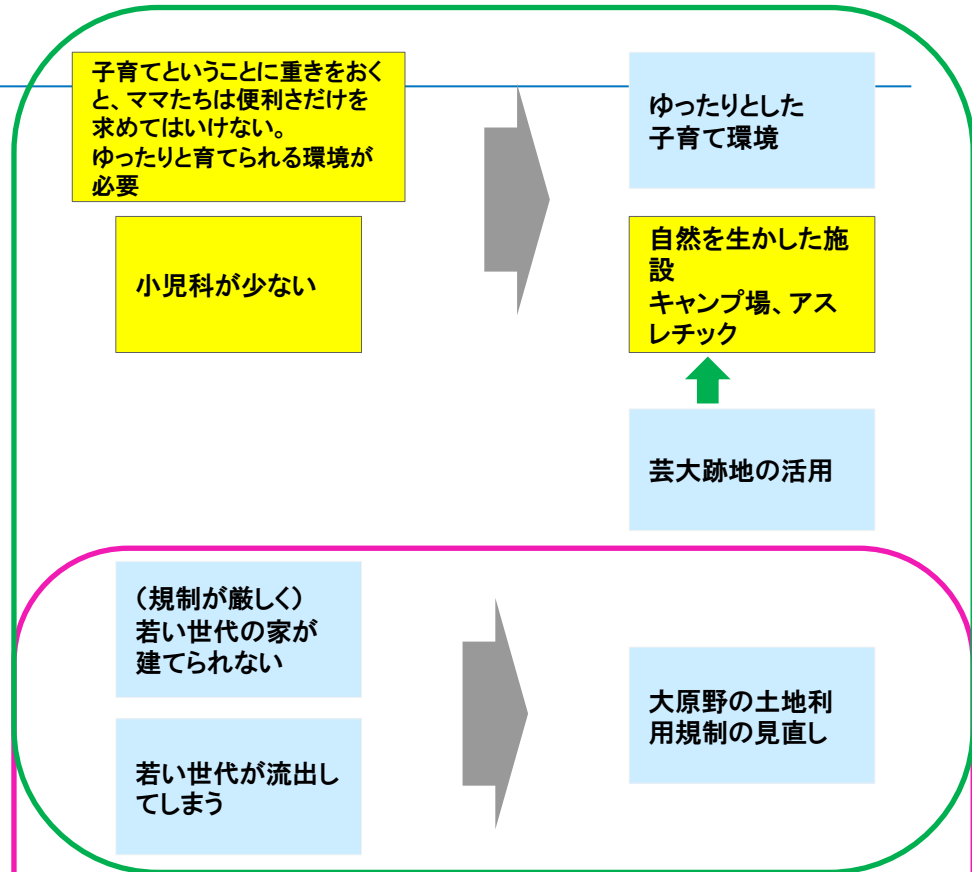 子育てということに重きをおく
と、ママたちは便利さだけを
求めてはいけない。
ゆったりと育てられる環境が
必要
ゆったりとした
子育て環境
小児科が少ない
自然を生かした施
設
キャンプ場、アス
レチック
芸大跡地の活用
（規制が厳しく）
若い世代の家が
建てられない
大原野の土地利
用規制の見直し
若い世代が流出し
てしまう